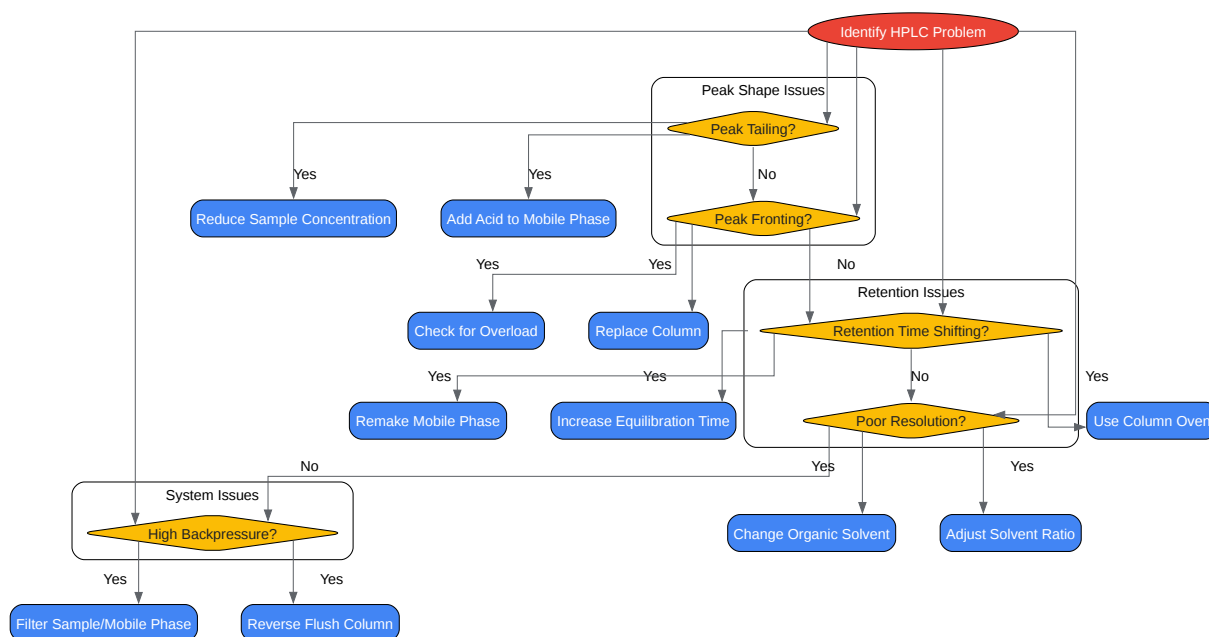 Identify HPLC Problem
Peak Shape Issues
Peak Tailing?
Yes
Yes
No
Reduce Sample Concentration
Add Acid to Mobile Phase
Peak Fronting?
Yes
Yes
No
Retention Issues
Check for Overload
Replace Column
Retention Time Shifting?
Yes
Yes
No
Yes
Remake Mobile Phase
Increase Equilibration Time
Poor Resolution?
Use Column Oven
No
Yes
Yes
System Issues
High Backpressure?
Change Organic Solvent
Adjust Solvent Ratio
Yes
Yes
Filter Sample/Mobile Phase
Reverse Flush Column